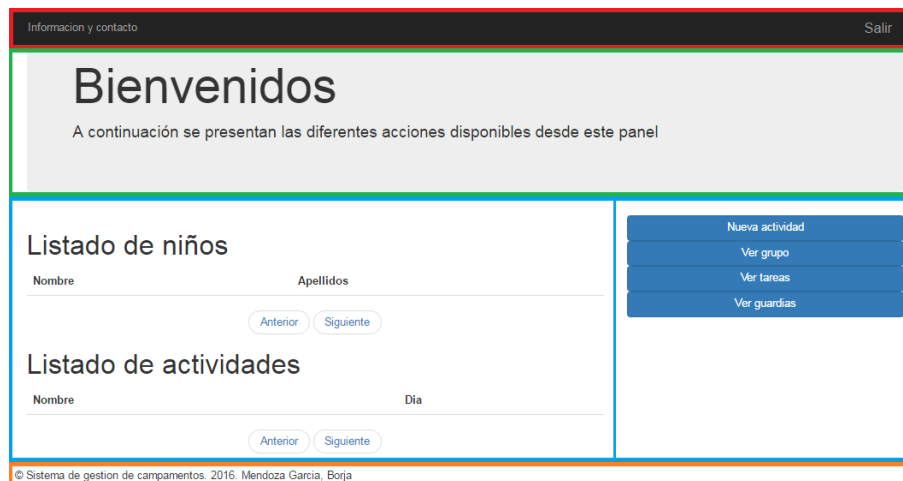 Informacion y contacto Salir
Bienvenidos
A continuación se presentan las diferentes acciones disponibles desde este panel
Listado de niños
Nombre Apellidos
Anterior Siguiente
Listado de actividades
Nombre Dia
Anterior Siguiente
Nueva actividad
Ver grupo
Ver tareas
Ver guardias
© Sistema de gestion de campamentos. 2016. Mendoza Garcia, Borja